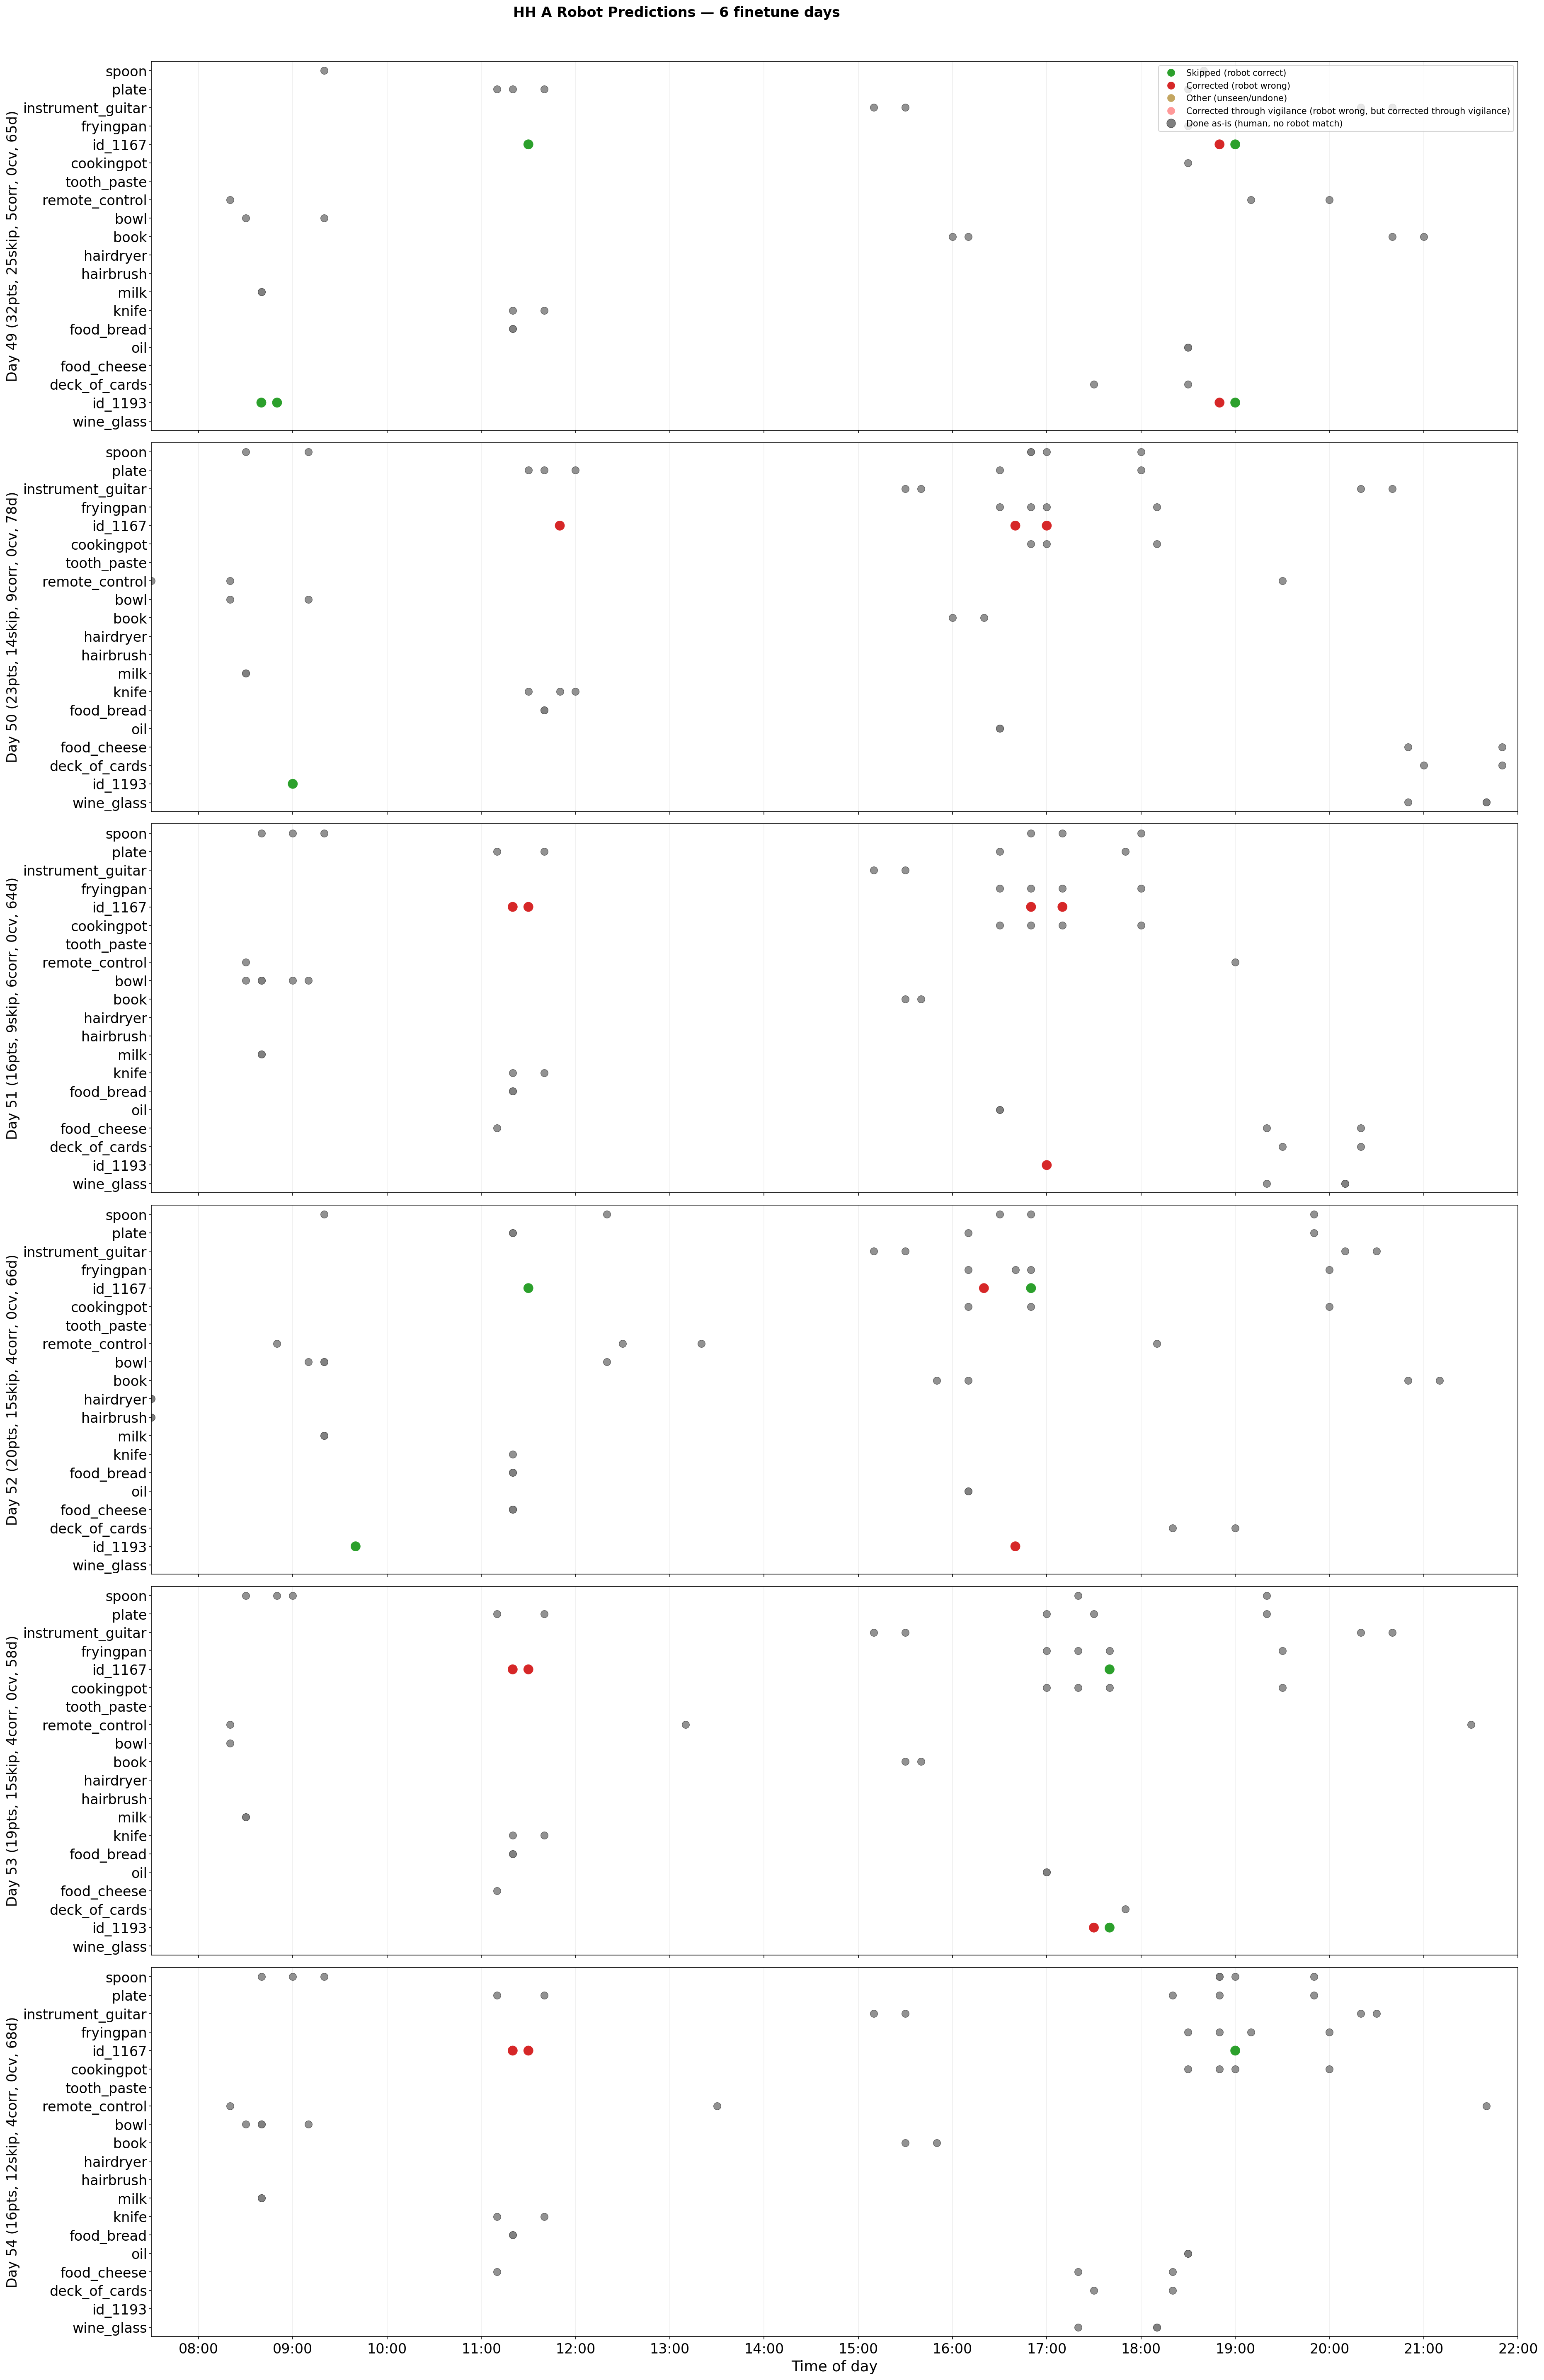 HH A Robot Predictions — 6 finetune days
Skipped (robot correct)
Corrected (robot wrong)
Other (unseen/undone)
Corrected through vigilance (robot wrong, but corrected through vigilance)
Done as-is (human, no robot match)
Day 49 (32pts, 25skip, 5corr, 0cv, 65d)
spoon
plate
instrument_guitar
fryingpan
id_1167
cookingpot
tooth_paste
remote_control
bowl
book
hairdryer
hairbrush
milk
knife
food_bread
oil
food_cheese
deck_of_cards
id_1193
wine_glass
Day 50 (23pts, 14skip, 9corr, 0cv, 78d)
spoon
plate
instrument_guitar
fryingpan
id_1167
cookingpot
tooth_paste
remote_control
bowl
book
hairdryer
hairbrush
milk
knife
food_bread
oil
food_cheese
deck_of_cards
id_1193
wine_glass
Day 51 (16pts, 9skip, 6corr, 0cv, 64d)
spoon
plate
instrument_guitar
fryingpan
id_1167
cookingpot
tooth_paste
remote_control
bowl
book
hairdryer
hairbrush
milk
knife
food_bread
oil
food_cheese
deck_of_cards
id_1193
wine_glass
Day 52 (20pts, 15skip, 4corr, 0cv, 66d)
spoon
plate
instrument_guitar
fryingpan
id_1167
cookingpot
tooth_paste
remote_control
bowl
book
hairdryer
hairbrush
milk
knife
food_bread
oil
food_cheese
deck_of_cards
id_1193
wine_glass
Day 53 (19pts, 15skip, 4corr, 0cv, 58d)
spoon
plate
instrument_guitar
fryingpan
id_1167
cookingpot
tooth_paste
remote_control
bowl
book
hairdryer
hairbrush
milk
knife
food_bread
oil
food_cheese
deck_of_cards
id_1193
wine_glass
Day 54 (16pts, 12skip, 4corr, 0cv, 68d)
spoon
plate
instrument_guitar
fryingpan
id_1167
cookingpot
tooth_paste
remote_control
bowl
book
hairdryer
hairbrush
milk
knife
food_bread
oil
food_cheese
deck_of_cards
id_1193
wine_glass
08:00 09:00 10:00 11:00 12:00 13:00 14:00 15:00 16:00 17:00 18:00 19:00 20:00 21:00 22:00
Time of day